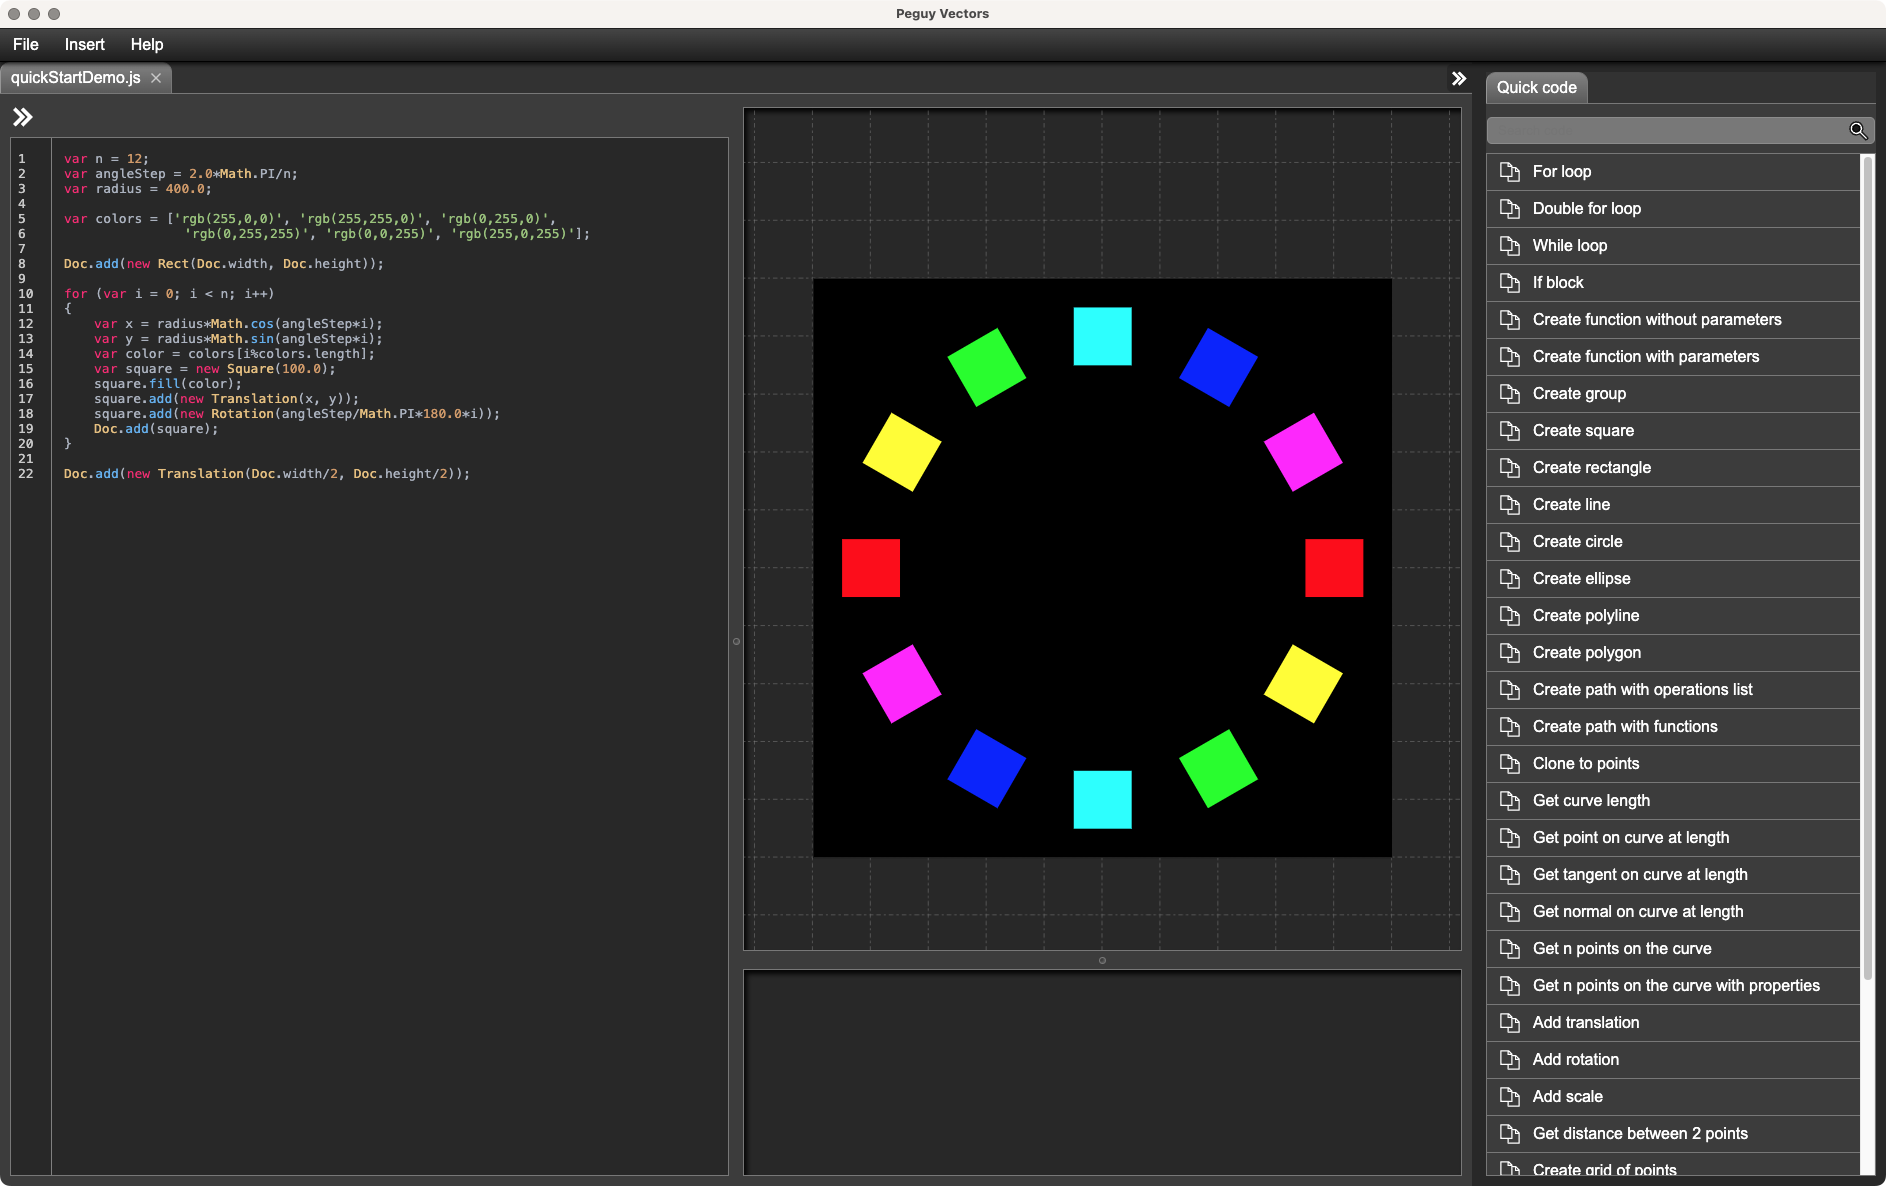 Peguy Vectors
File Insert Help
quickStartDemo.js
1 var n = 12;
2 var angleStep = 2.0*Math.PI/n;
3 var radius = 400.0;
4
5 var colors = ['rgb(255,0,0)', 'rgb(255,255,0)', 'rgb(0,255,0)',
6 'rgb(0,255,255)', 'rgb(0,0,255)', 'rgb(255,0,255)'];
7
8 Doc.add(new Rect(Doc.width, Doc.height));
9
10 for (var i = 0; i < n; i++)
11 {
12 var x = radius*Math.cos(angleStep*i);
13 var y = radius*Math.sin(angleStep*i);
14 var color = colors[i%colors.length];
15 var square = new Square(100.0);
16 square.fill(color);
17 square.add(new Translation(x, y));
18 square.add(new Rotation(angleStep/Math.PI*180.0*i));
19 Doc.add(square);
20 }
21
22 Doc.add(new Translation(Doc.width/2, Doc.height/2));
Quick code
For loop
Double for loop
While loop
If block
Create function without parameters
Create function with parameters
Create group
Create square
Create rectangle
Create line
Create circle
Create ellipse
Create polyline
Create polygon
Create path with operations list
Create path with functions
Clone to points
Get curve length
Get point on curve at length
Get tangent on curve at length
Get normal on curve at length
Get n points on the curve
Get n points on the curve with properties
Add translation
Add rotation
Add scale
Get distance between 2 points
Create grid of points